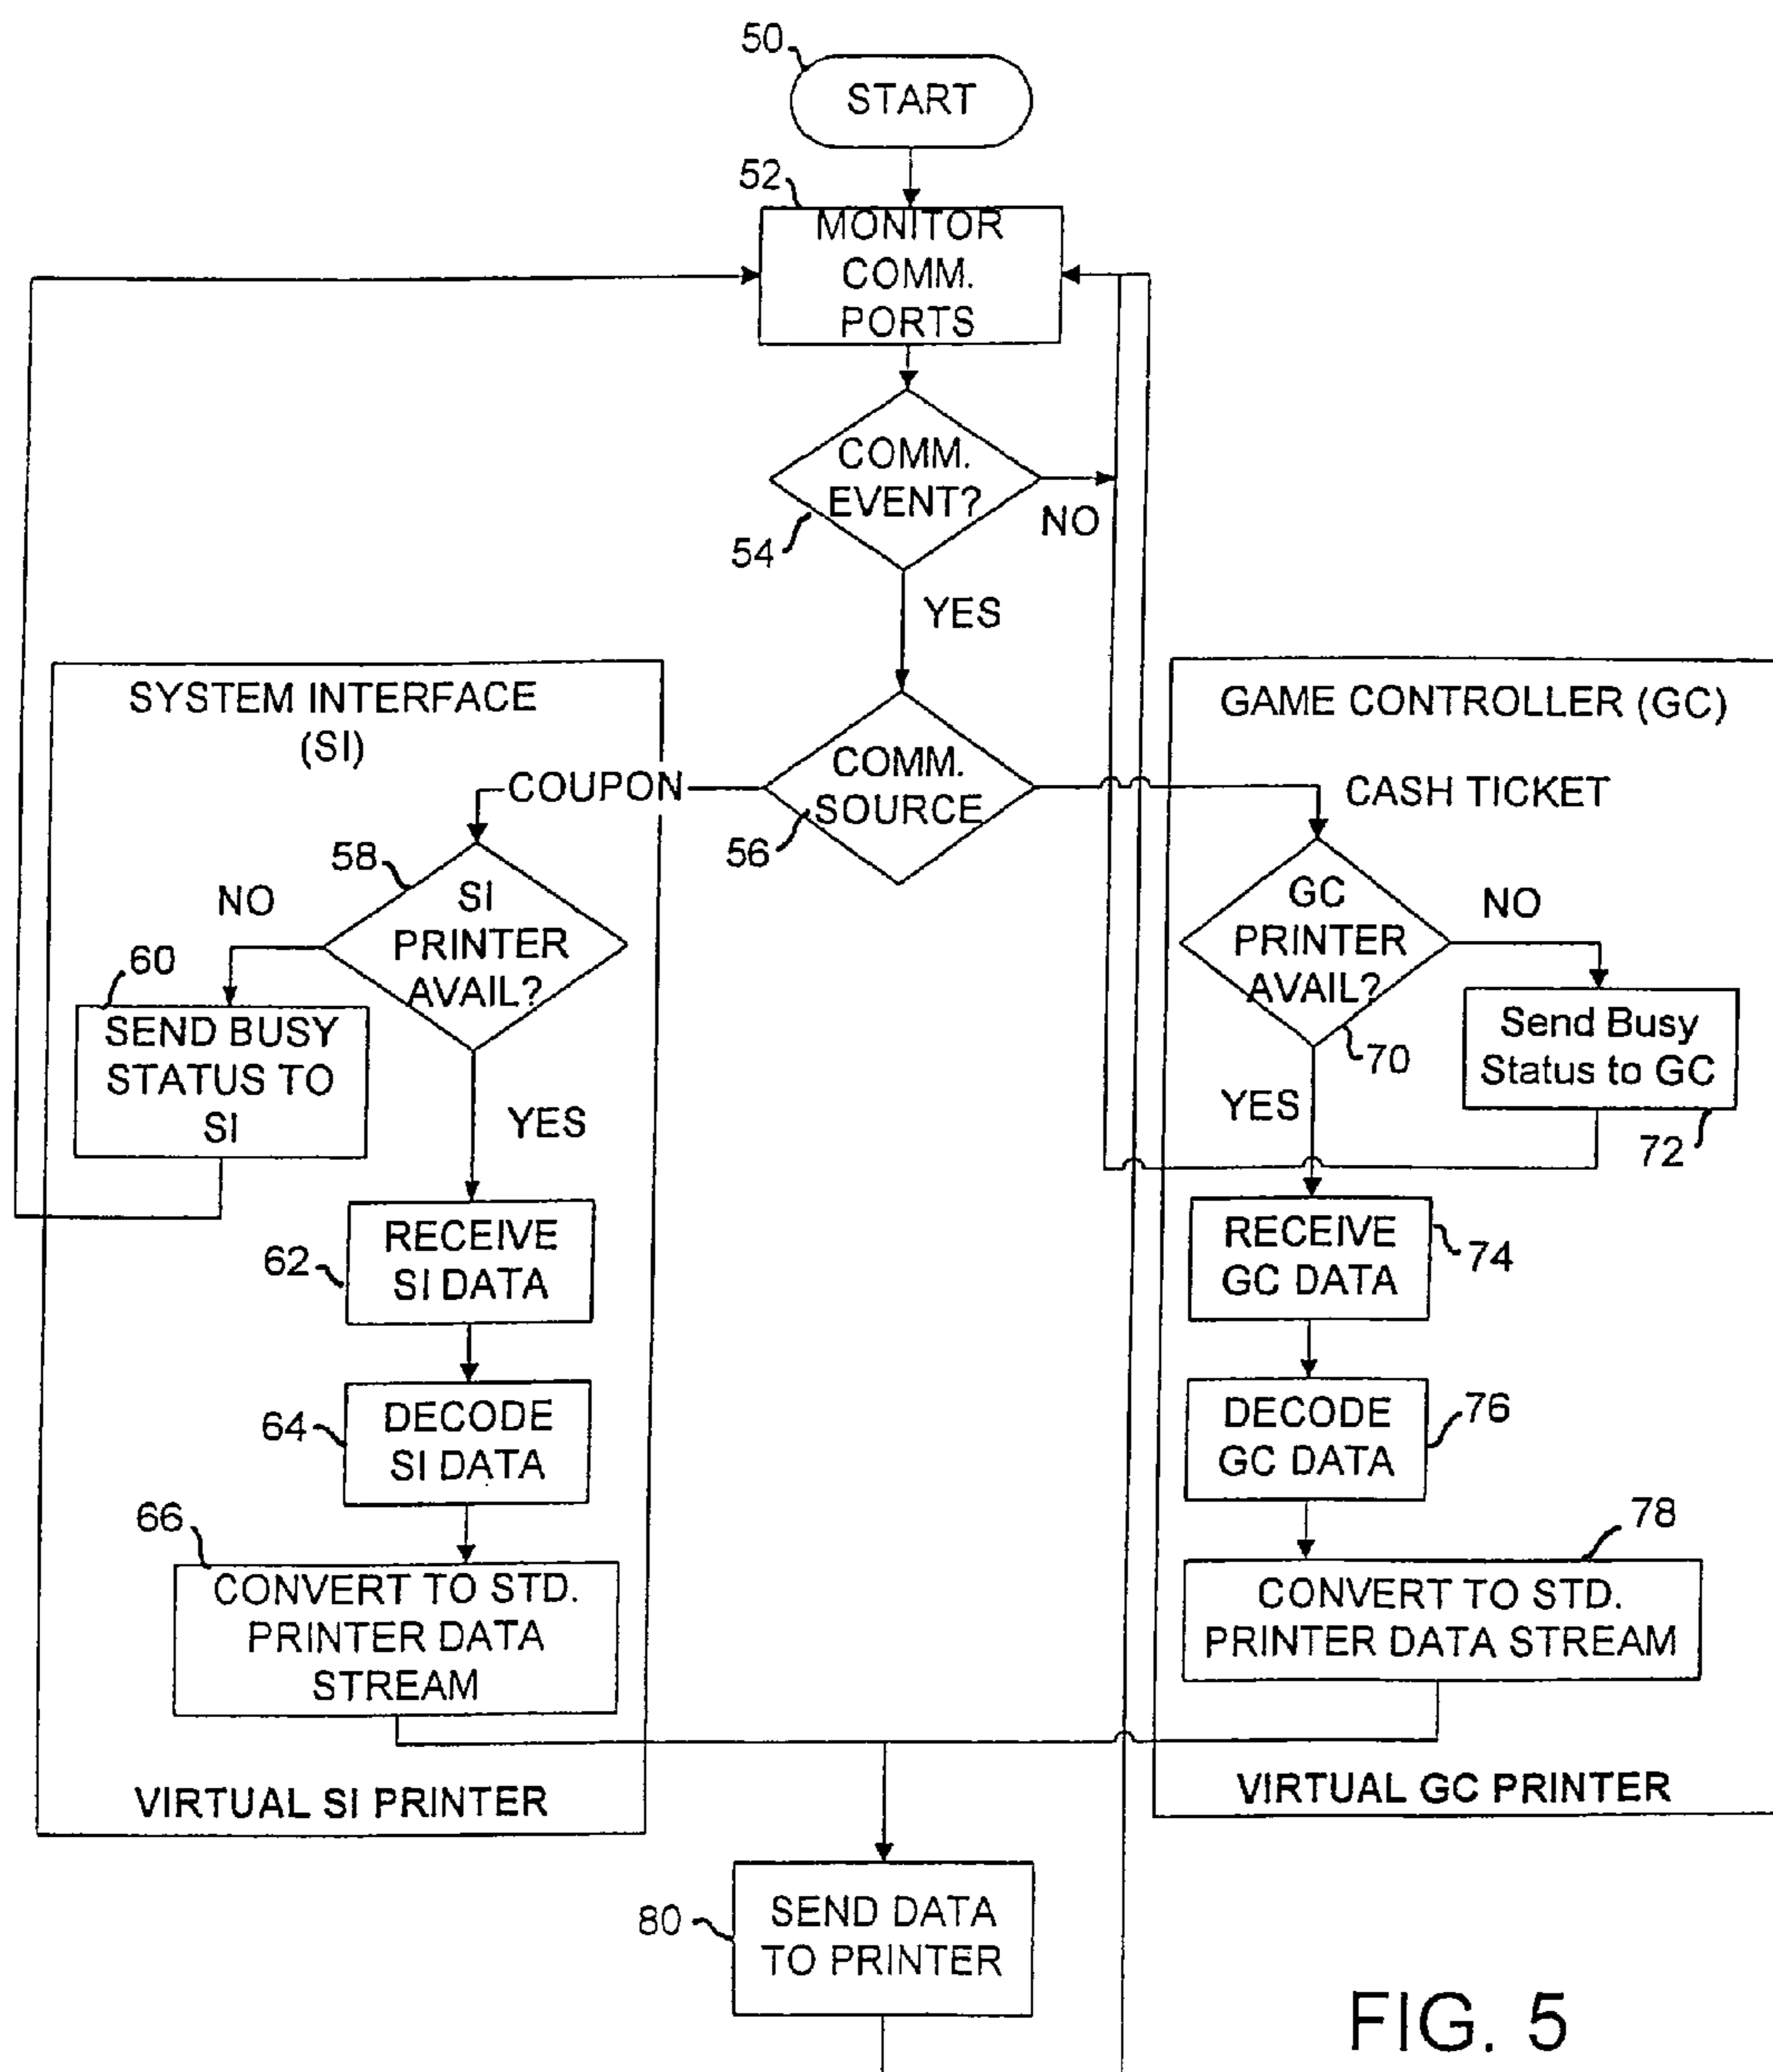 50
START
52
MONITOR
COMM.
PORTS
COMM.
EVENT?
54
NO
YES
SYSTEM INTERFACE
(SI)
GAME CONTROLLER (GC)
COMM.
SOURCE
56
COUPON
CASH TICKET
58
SI
PRINTER
AVAIL?
NO
60
SEND BUSY
STATUS TO
SI
YES
GC
PRINTER
AVAIL?
NO
70
Send Busy
Status to GC
72
YES
62
RECEIVE
SI DATA
RECEIVE
GC DATA
74
64
DECODE
SI DATA
DECODE
GC DATA
76
66
CONVERT TO STD.
PRINTER DATA
STREAM
78
CONVERT TO STD.
PRINTER DATA STREAM
VIRTUAL SI PRINTER
VIRTUAL GC PRINTER
80
SEND DATA
TO PRINTER
FIG. 5